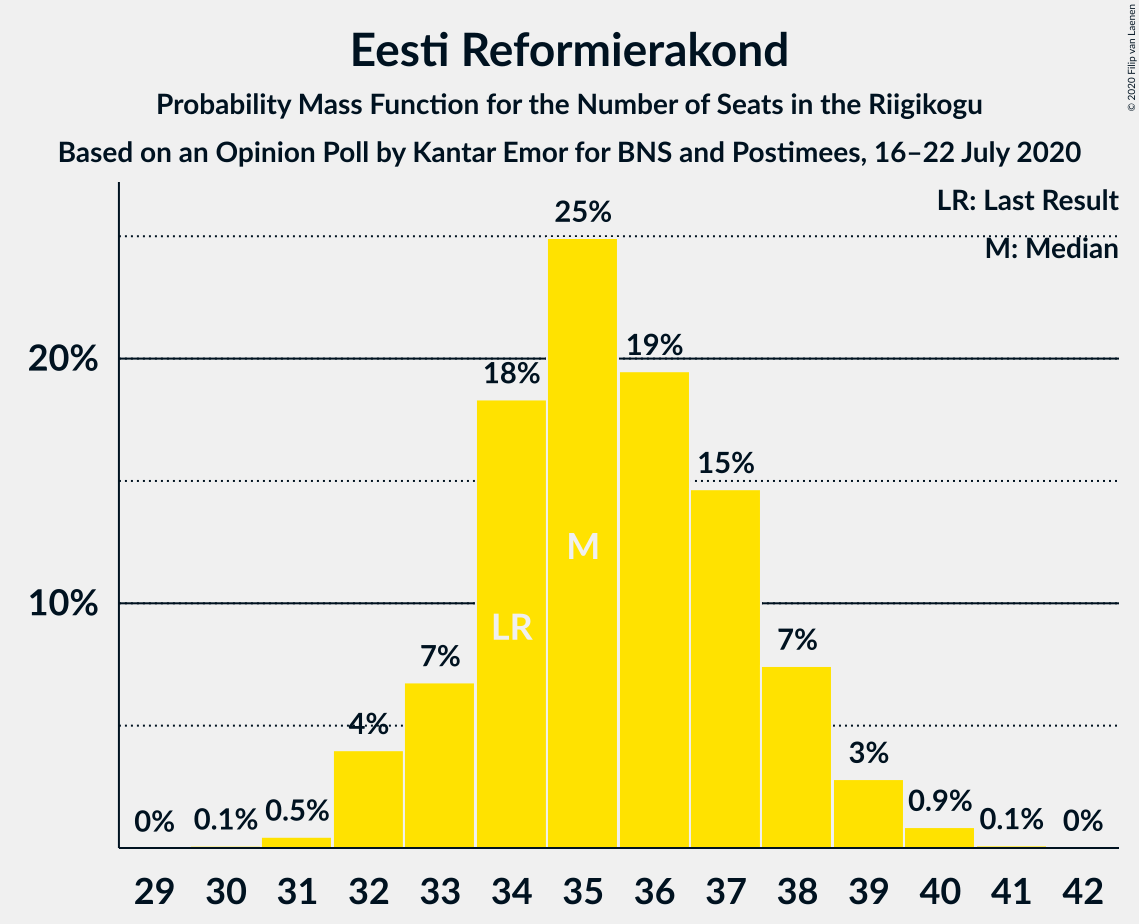 Eesti Reformierakond
Probability Mass Function for the Number of Seats in the Riigikogu
Based on an Opinion Poll by Kantar Emor for BNS and Postimees, 16–22 July 2020
© 2020 Filip van Laenen
LR: Last Result
M: Median
20%
10%
0%
0.1%
0.5%
4%
7%
18%
25%
19%
15%
7%
3%
0.9%
0.1%
0%
LR
M
29 30 31 32 33 34 35 36 37 38 39 40 41 42